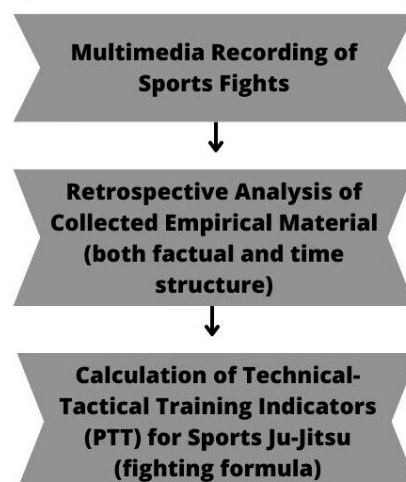 Multimedia Recording of
Sports Fights
Retrospective Analysis of
Collected Empirical Material
(both factual and time
structure)
Calculation of Technical-
Tactical Training Indicators
(PTT) for Sports Ju-Jitsu
(fighting formula)